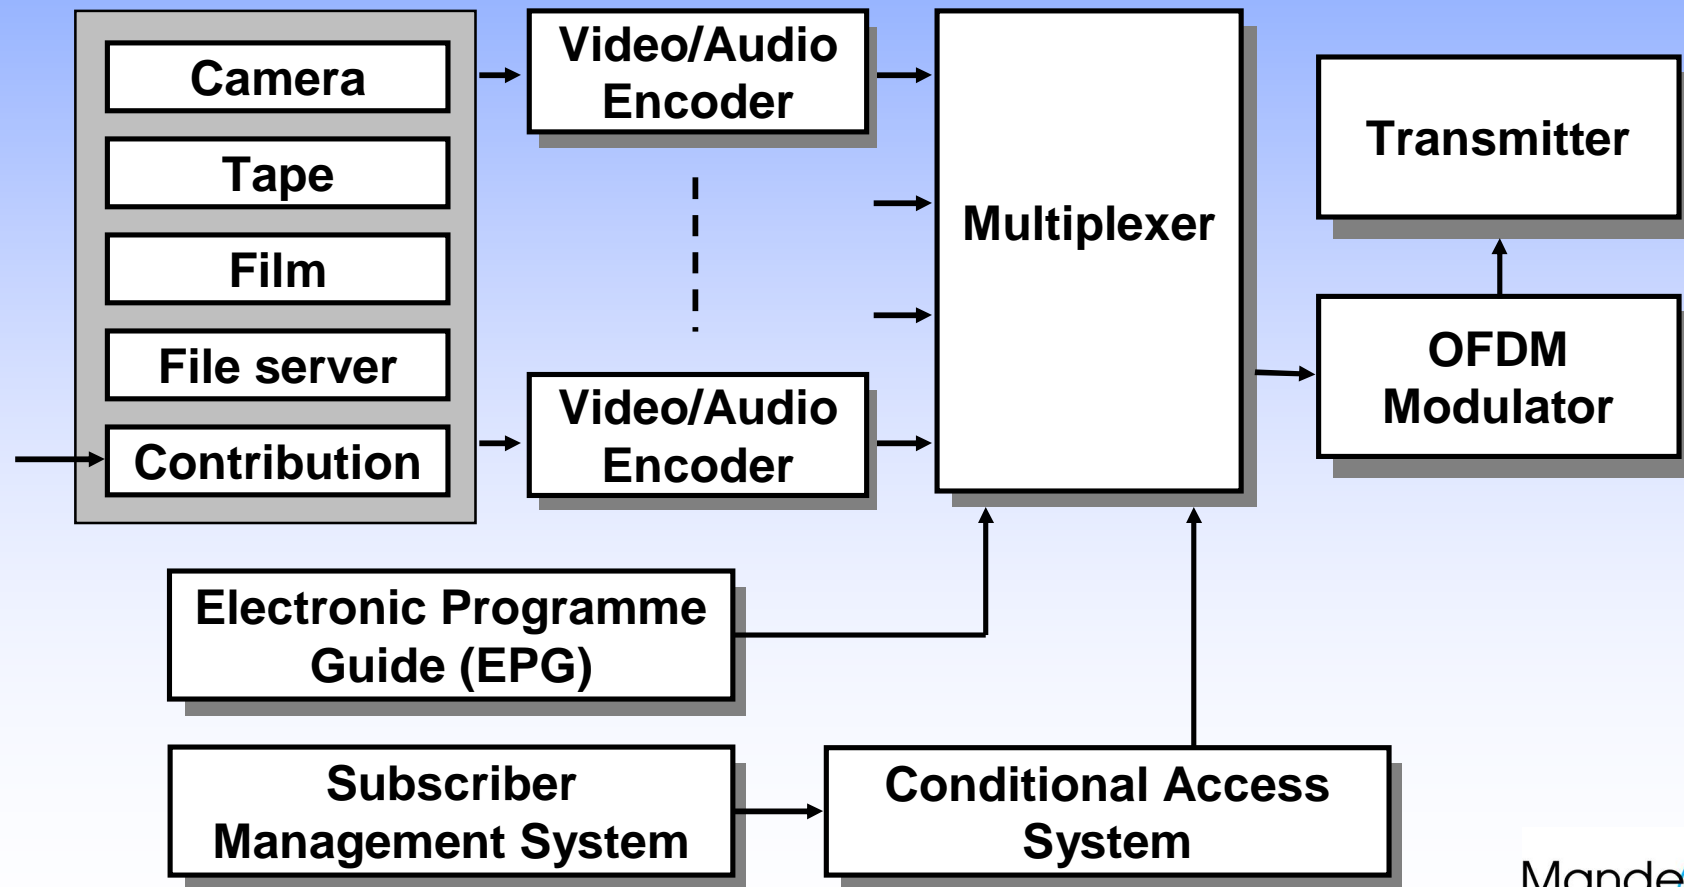 Camera
Tape
Film
File server
Contribution
Video/Audio
Encoder
Video/Audio
Encoder
Multiplexer
Transmitter
OFDM
Modulator
Electronic Programme
Guide (EPG)
Subscriber
Management System
Conditional Access
System